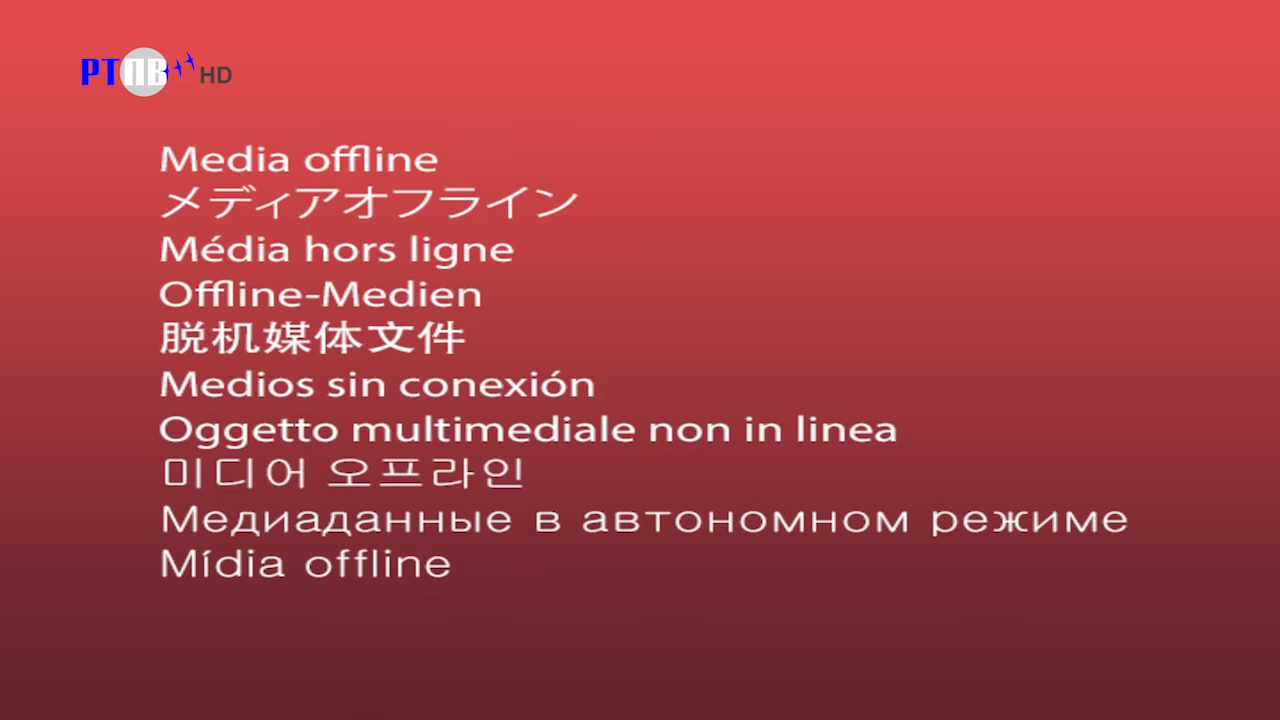 РТПВ HD
Media offline
メディアオフライン
Média hors ligne
Offline-Medien
脱机媒体文件
Medios sin conexión
Oggetto multimediale non in linea
미디어 오프라인
Медиаданные в автономном режиме
Mídia offline